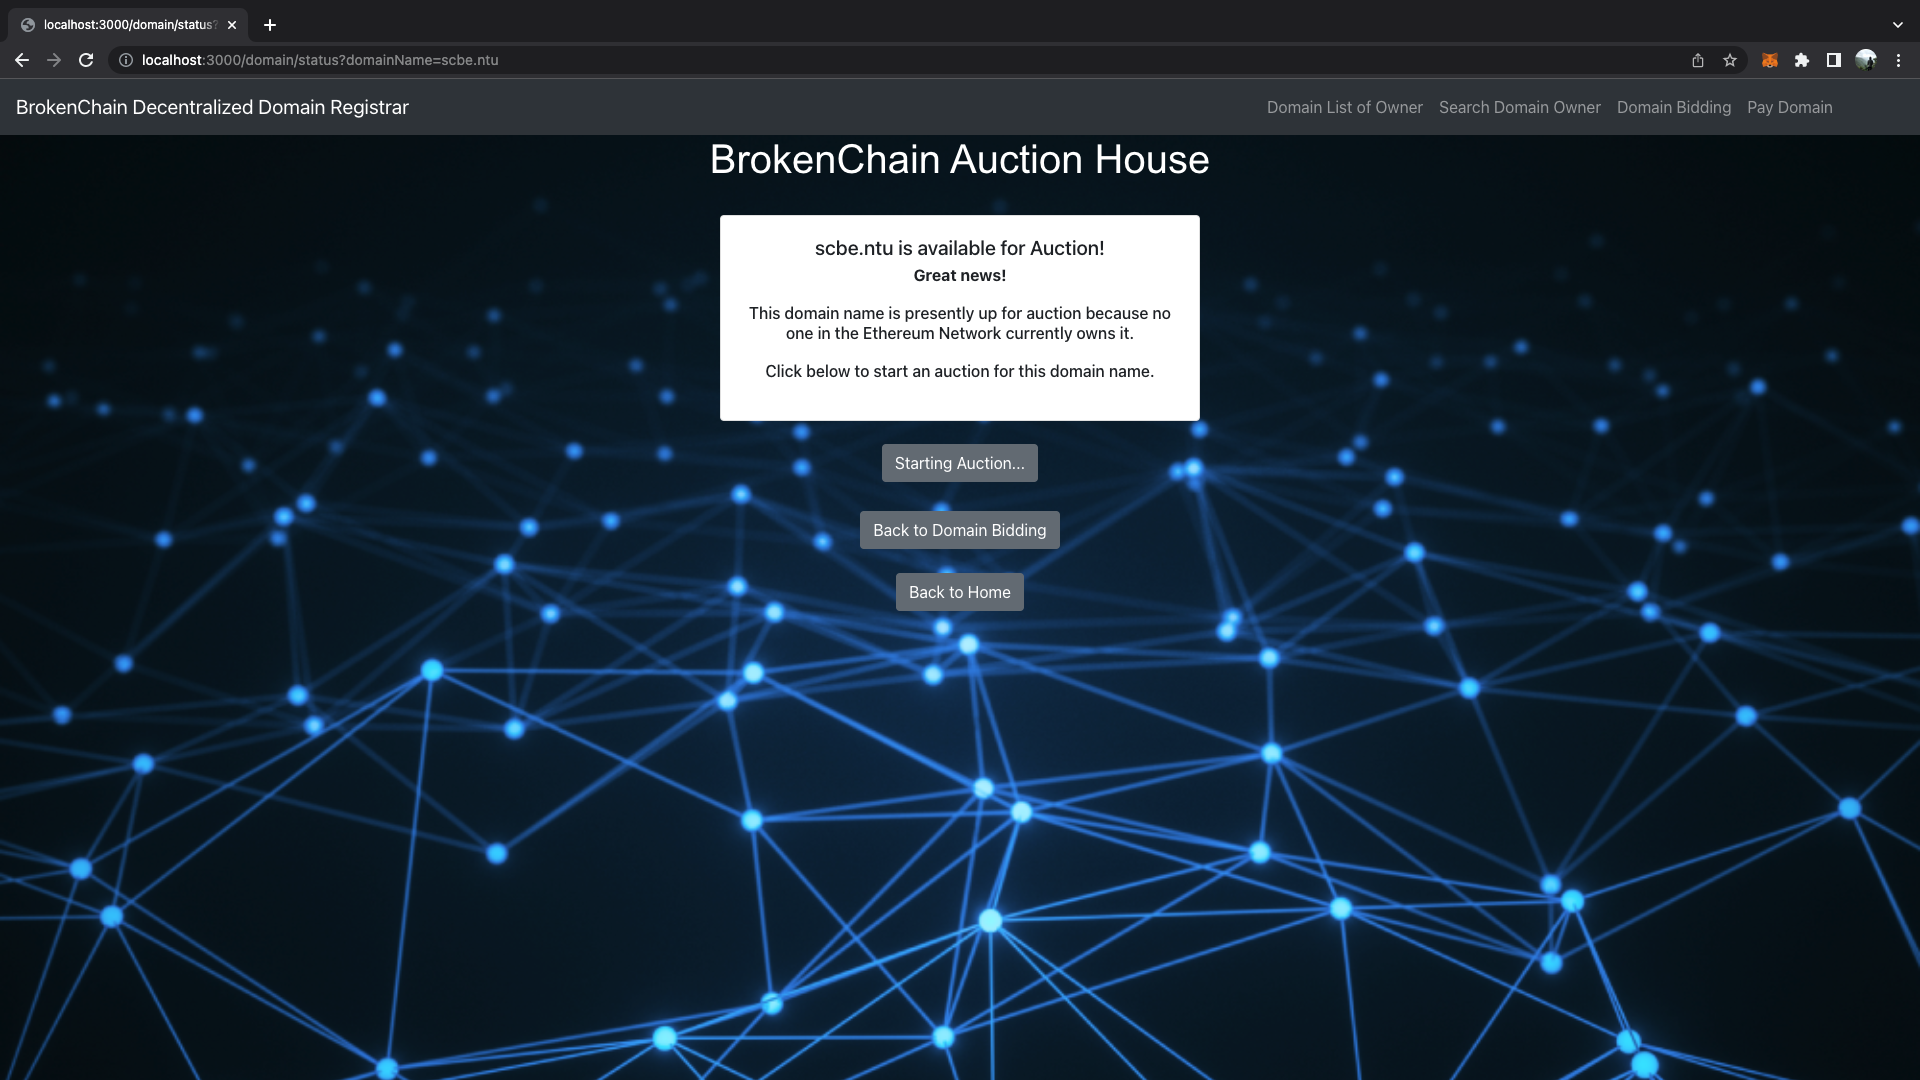 localhost:3000/domain/status?
localhost:3000/domain/status?domainName=scbe.ntu
BrokenChain Decentralized Domain Registrar
Domain List of Owner
Search Domain Owner
Domain Bidding
Pay Domain
BrokenChain Auction House
scbe.ntu is available for Auction!
Great news!
This domain name is presently up for auction because no
one in the Ethereum Network currently owns it.
Click below to start an auction for this domain name.
Starting Auction...
Back to Domain Bidding
Back to Home